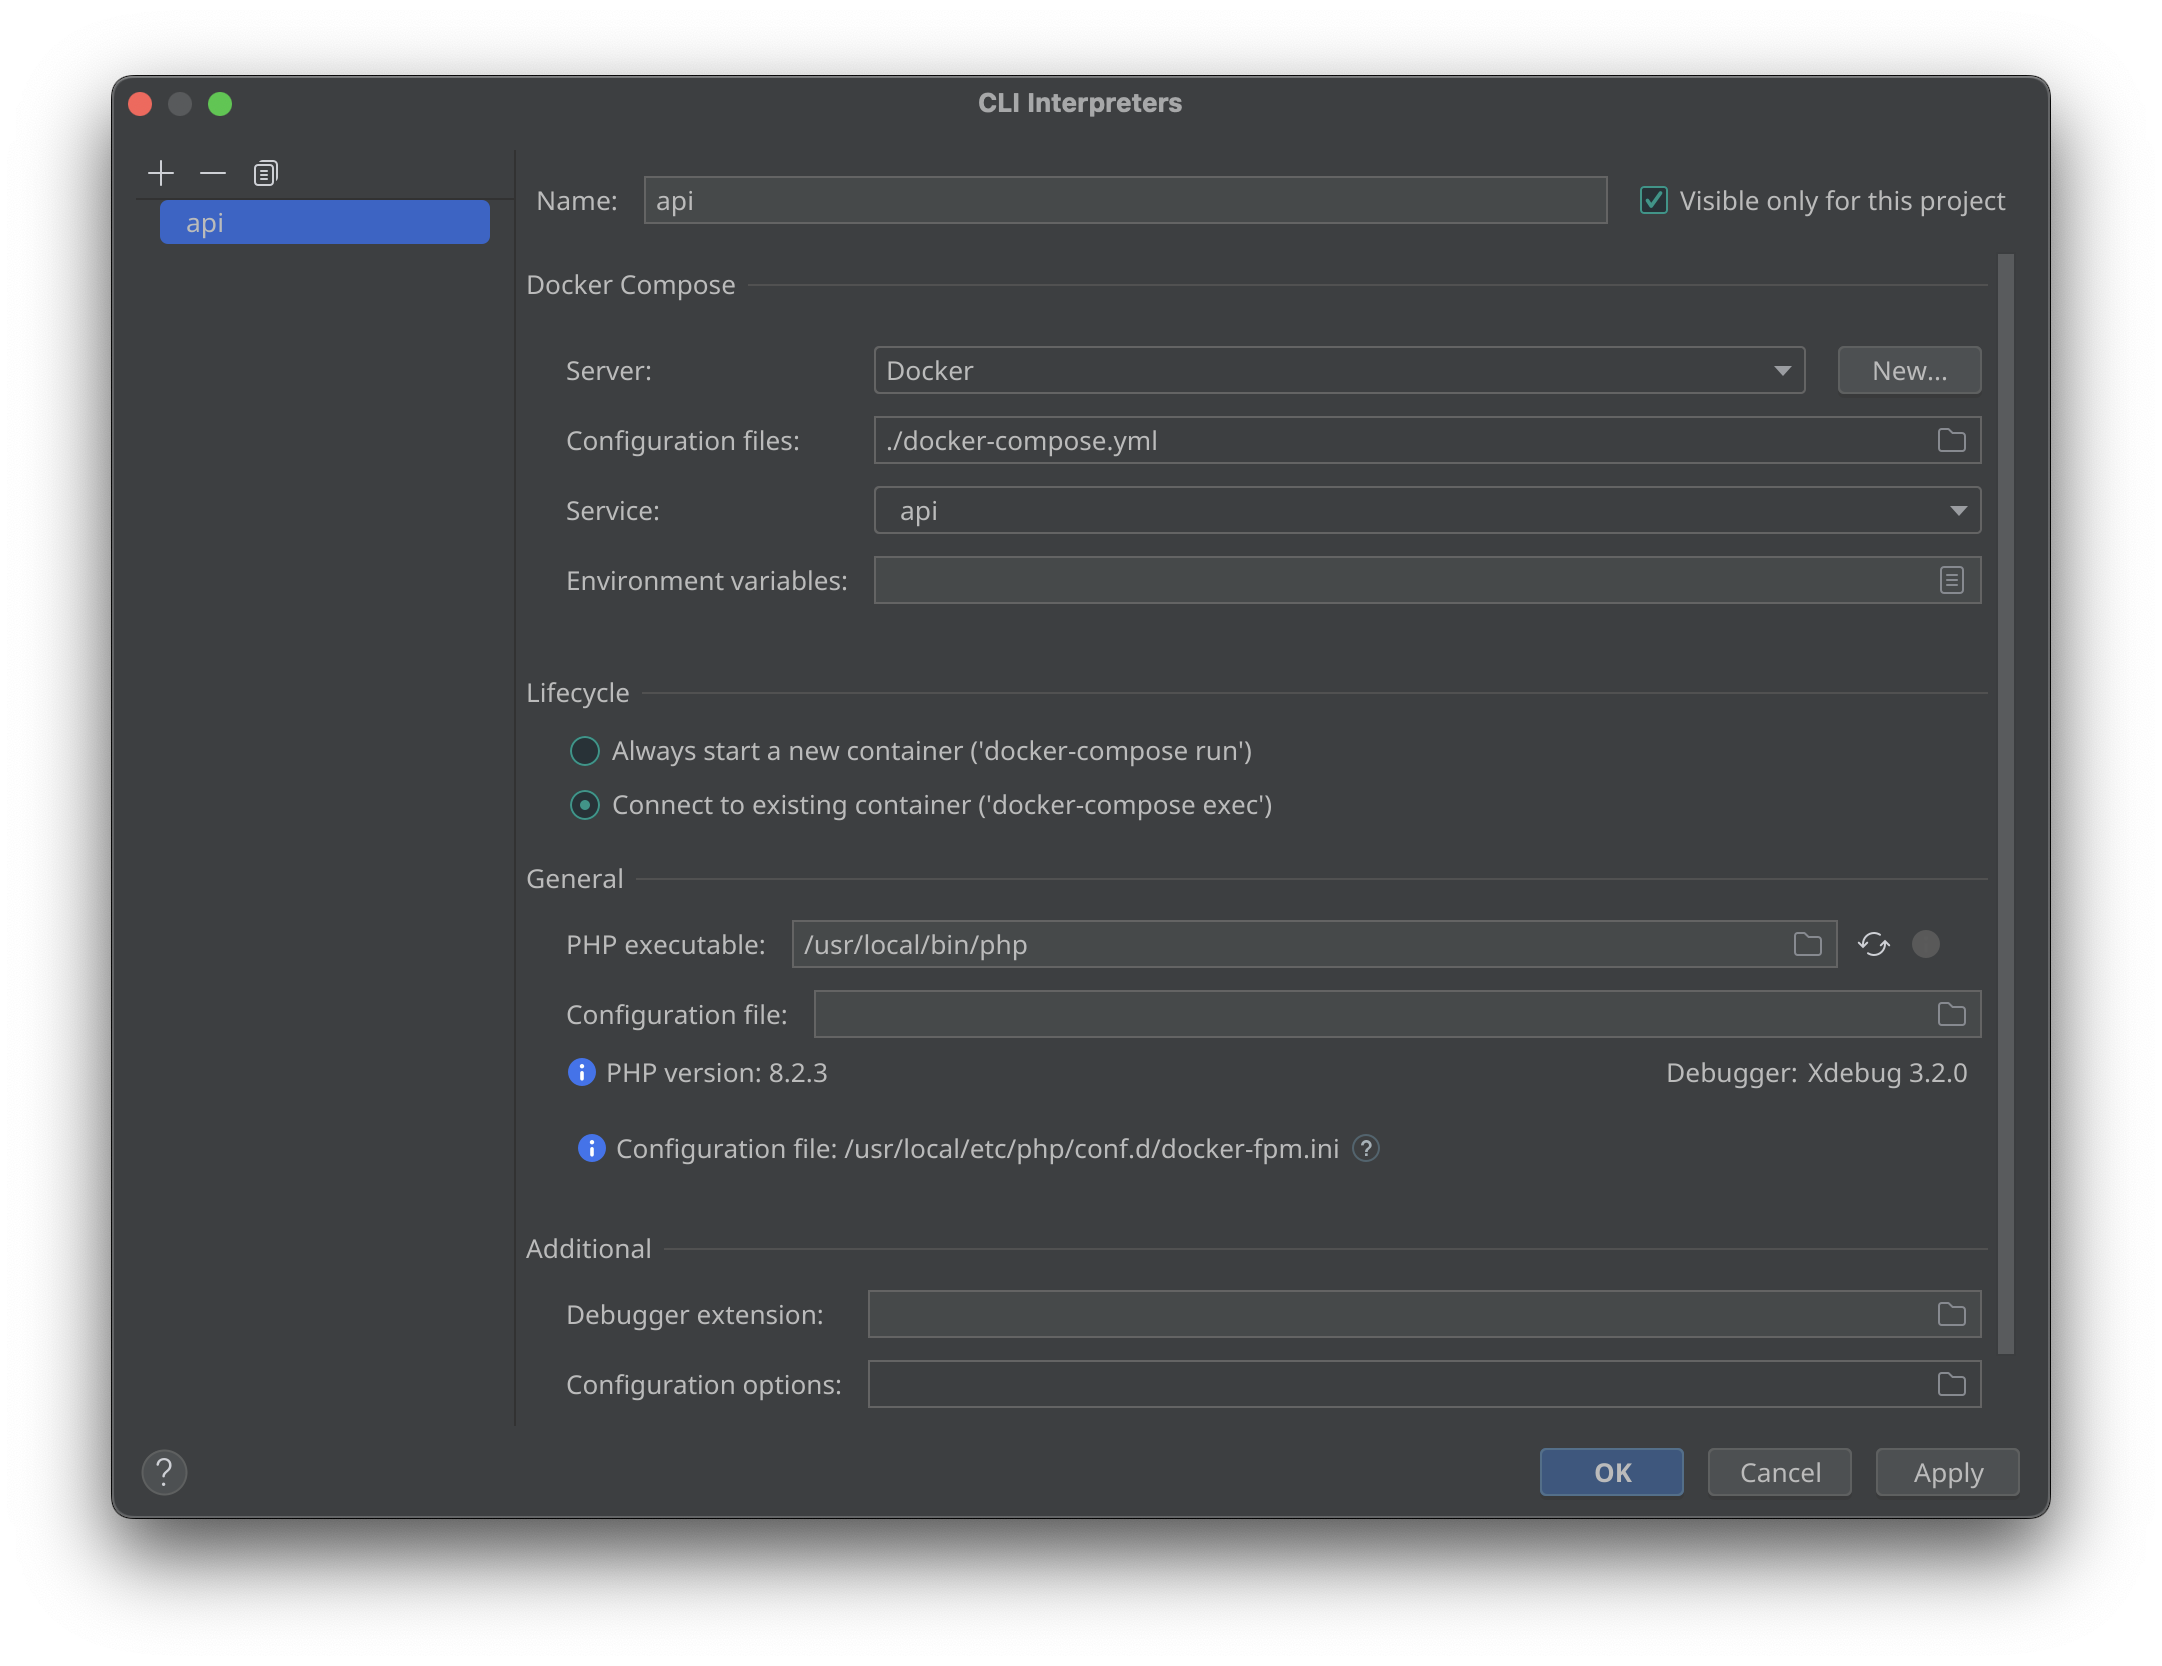 CLI Interpreters
api
Name: api Visible only for this project
Docker Compose
Server: Docker New...
Configuration files: ./docker-compose.yml
Service: api
Environment variables:
Lifecycle
Always start a new container ('docker-compose run')
Connect to existing container ('docker-compose exec')
General
PHP executable: /usr/local/bin/php
Configuration file:
PHP version: 8.2.3 Debugger: Xdebug 3.2.0
Configuration file: /usr/local/etc/php/conf.d/docker-fpm.ini ?
Additional
Debugger extension:
Configuration options:
? OK Cancel Apply